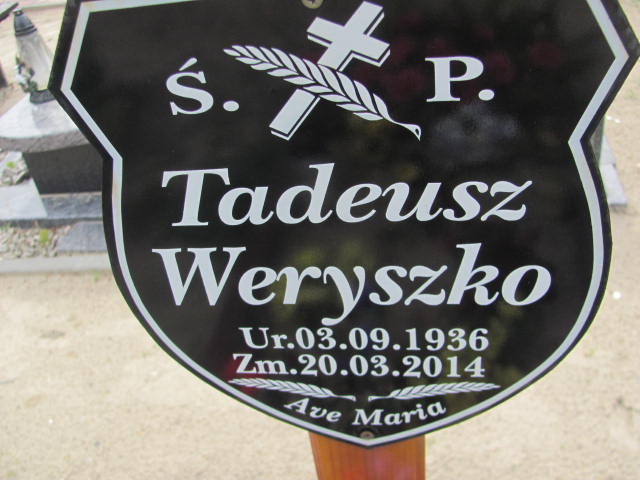 Ś. P.
Tadeusz
Weryszko
Ur.03.09.1936
Zm.20.03.2014
Ave Maria